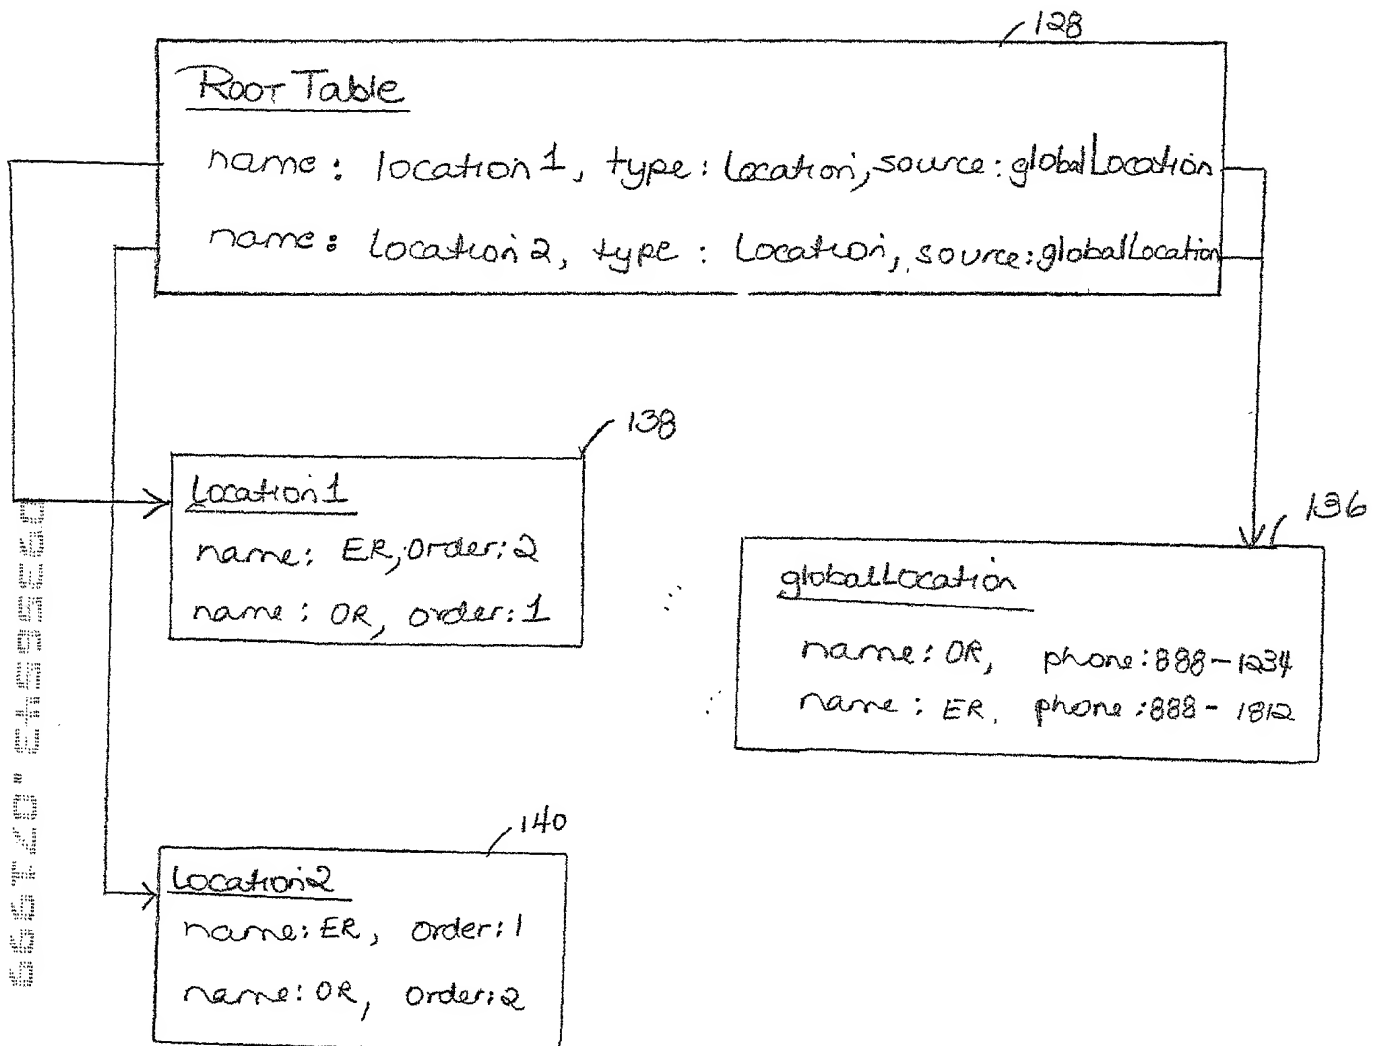 128
Root Table
name: location1, type: Location, source: globalLocation
name: Location2, type: Location, source: globalLocation
138
Location1
name: ER, Order: 2
name: OR, order: 1
136
globalLocation
name: OR, phone: 888-1234
name: ER, phone: 888-1812
140
Location2
name: ER, order: 1
name: OR, order: 2